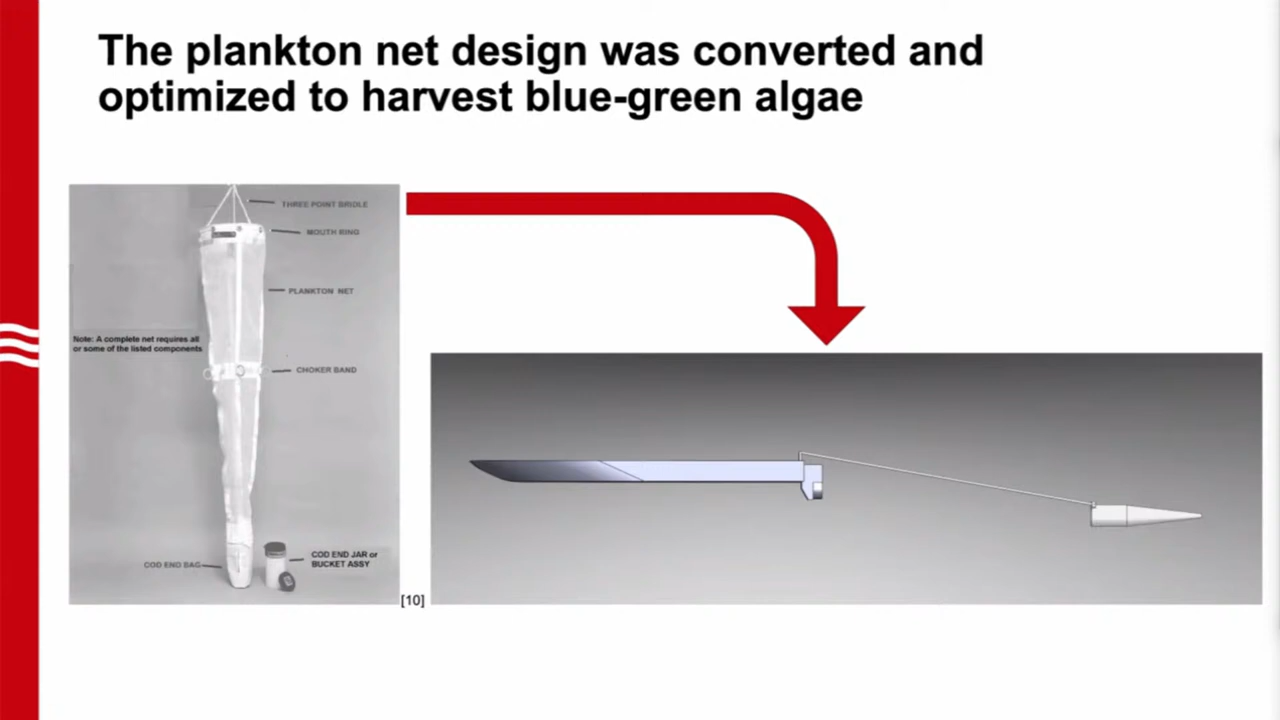 The plankton net design was converted and
optimized to harvest blue-green algae
THREE POINT BRIDLE
MOUTH RING
PLANKTON NET
Note: A complete net requires all
or some of the listed components
CHOKER BAND
COD END BAG
COD END JAR or
BUCKET ASSY
[10]